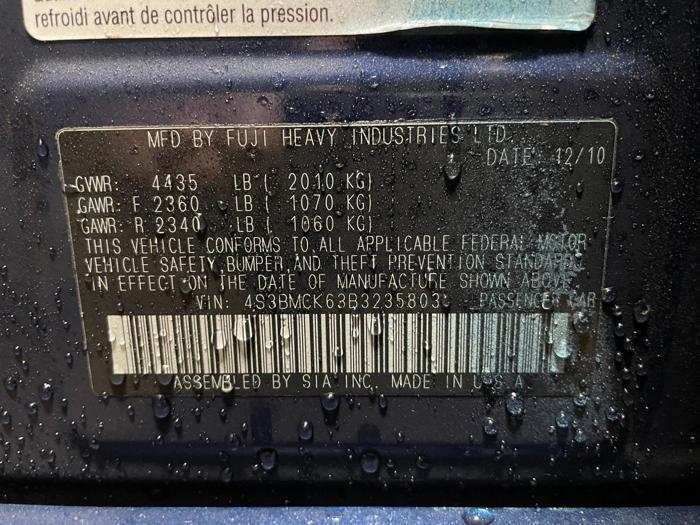 refroidi avant de contrôler la pression.
MFD BY FUJI HEAVY INDUSTRIES LTD.
DATE: 12/10
GVWR: 4435 LB ( 2010 KG)
GAWR: F 2360 LB ( 1070 KG)
GAWR: R 2340 LB ( 1060 KG)
THIS VEHICLE CONFORMS TO ALL APPLICABLE FEDERAL MOTOR
VEHICLE SAFETY, BUMPER, AND THEFT PREVENTION STANDARDS
IN EFFECT ON THE DATE OF MANUFACTURE SHOWN ABOVE.
VIN: 4S3BMCK63B3235803 PASSENGER CAR
ASSEMBLED BY SIA INC. MADE IN U.S.A.